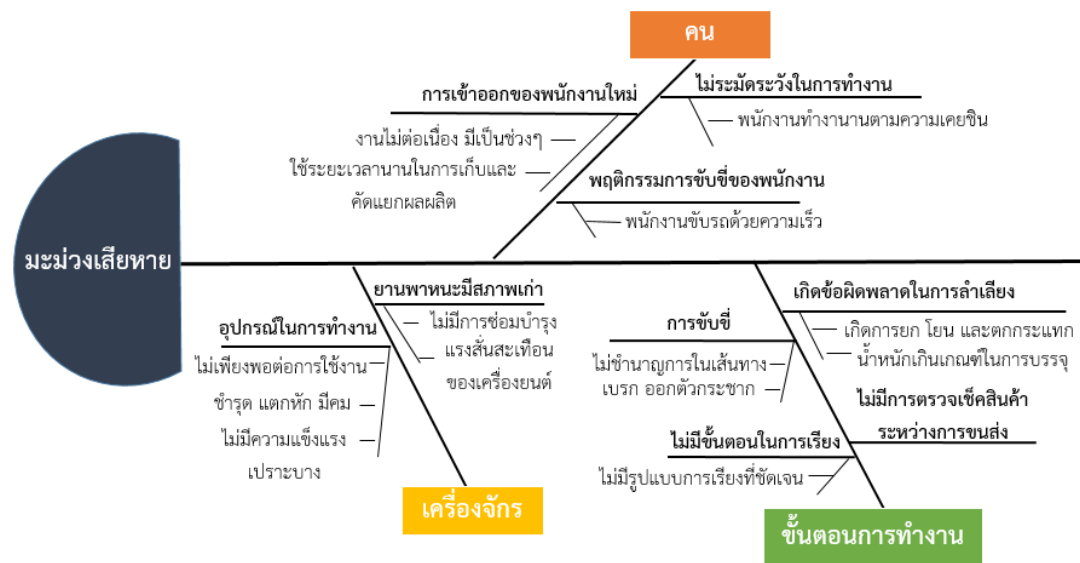 คน
การเข้าออกของพนักงานใหม่
งานไม่ต่อเนื่อง มีเป็นช่วงๆ
ใช้ระยะเวลานานในการเก็บและ
คัดแยกผลผลิต
ไม่ระมัดระวังในการทำงาน
พนักงานทำงานานตามความเคยชิน
พฤติกรรมการขับขี่ของพนักงาน
พนักงานขับรถด้วยความเร็ว
มะม่วงเสียหาย
ยานพาหนะมีสภาพเก่า
ไม่มีการซ่อมบำรุง
แรงสั่นสะเทือน
ของเครื่องยนต์
อุปกรณ์ในการทำงาน
ไม่เพียงพอต่อการใช้งาน
ชำรุด แตกหัก มีคม
ไม่มีความแข็งแรง
เปราะบาง
เครื่องจักร
เกิดข้อผิดพลาดในการลำเลียง
เกิดการยก โยน และตกกระแทก
น้ำหนักเกินเกณฑ์ในการบรรจุ
การขับขี่
ไม่ชำนาญการในเส้นทาง
เบรก ออกตัวกระชาก
ไม่มีการตรวจเช็คสินค้า
ระหว่างการขนส่ง
ไม่มีขั้นตอนในการเรียง
ไม่มีรูปแบบการเรียงที่ชัดเจน
ขั้นตอนการทำงาน